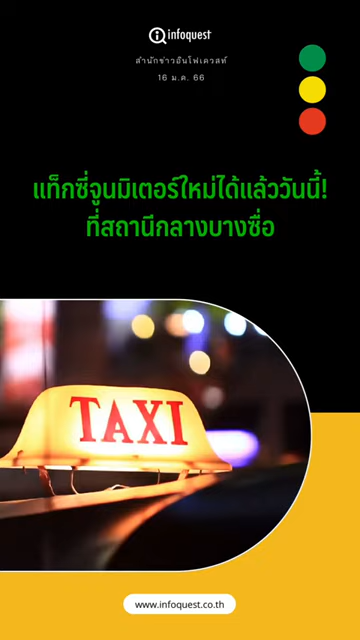 infoquest
สำนักข่าวอินโฟเควสท์
16 ม.ค. 66
แท็กซี่จูนมิเตอร์ใหม่ได้แล้ววันนี้!
ที่สถานีกลางบางซื่อ
TAXI
www.infoquest.co.th